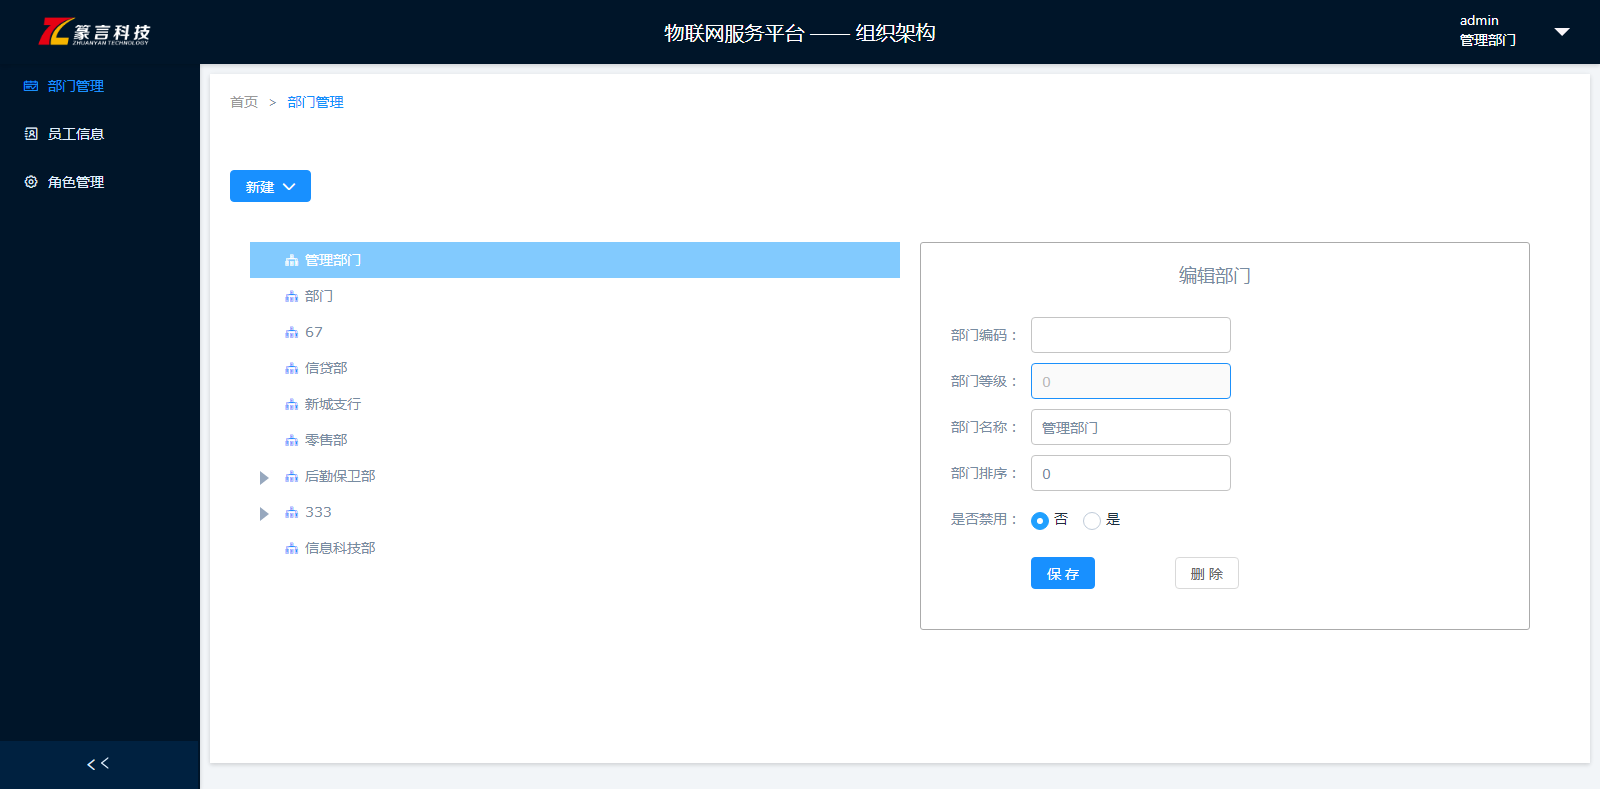 篆言科技
ZHUANYAN TECHNOLOGY
物联网服务平台 —— 组织架构
admin
管理部门
部门管理
员工信息
角色管理
<<
首页 > 部门管理
新建
管理部门
部门
67
信贷部
新城支行
零售部
后勤保卫部
333
信息科技部
编辑部门
部门编码：
部门等级： 0
部门名称： 管理部门
部门排序： 0
是否禁用： 否 是
保 存 删 除